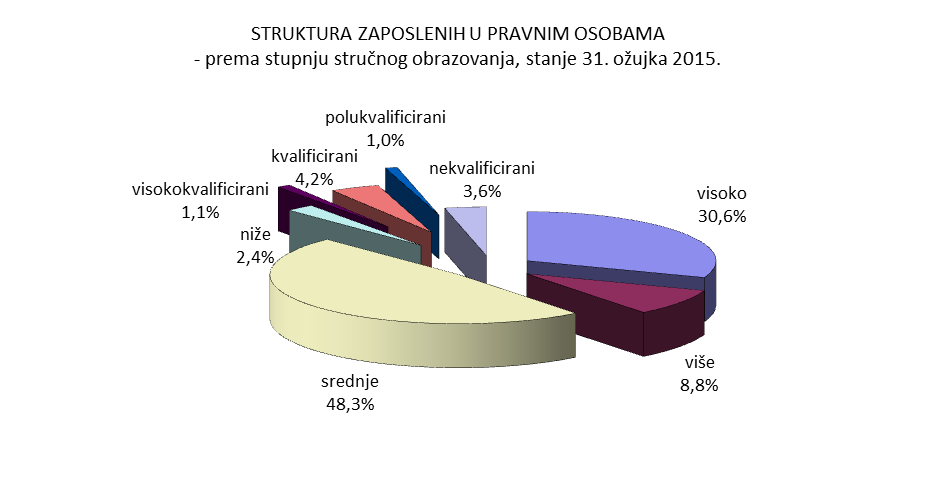 STRUKTURA ZAPOSLENIH U PRAVNIM OSOBAMA
- prema stupnju stručnog obrazovanja, stanje 31. ožujka 2015.
polukvalificirani
1,0%
kvalificirani
4,2%
nekvalificirani
3,6%
visokokvalificirani
1,1%
visoko
30,6%
niže
2,4%
više
8,8%
srednje
48,3%